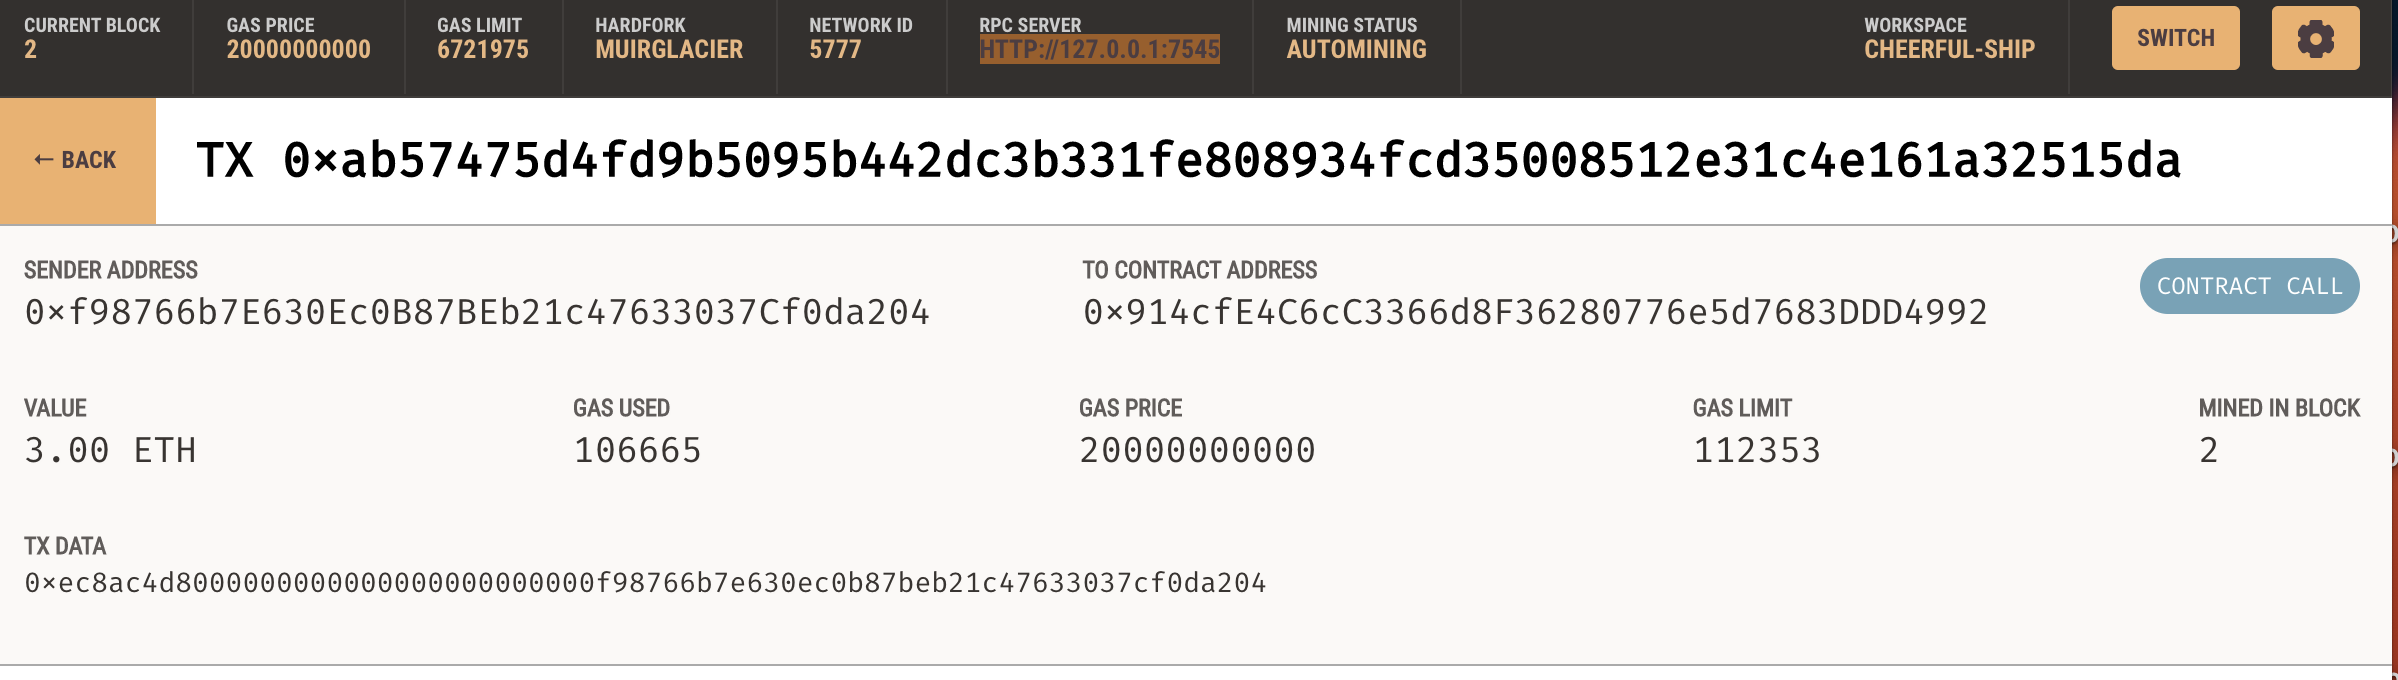 CURRENT BLOCK GAS PRICE GAS LIMIT HARDFORK NETWORK ID RPC SERVER MINING STATUS WORKSPACE
2 20000000000 6721975 MUIRGLACIER 5777 HTTP://127.0.0.1:7545 AUTOMINING CHEERFUL-SHIP SWITCH
← BACK TX 0×ab57475d4fd9b5095b442dc3b331fe808934fcd35008512e31c4e161a32515da
SENDER ADDRESS TO CONTRACT ADDRESS
0×f98766b7E630Ec0B87BEb21c47633037Cf0da204 0×914cfE4C6cC3366d8F36280776e5d7683DDD4992 CONTRACT CALL
VALUE GAS USED GAS PRICE GAS LIMIT MINED IN BLOCK
3.00 ETH 106665 20000000000 112353 2
TX DATA
0×ec8ac4d8000000000000000000000000f98766b7e630ec0b87beb21c47633037cf0da204